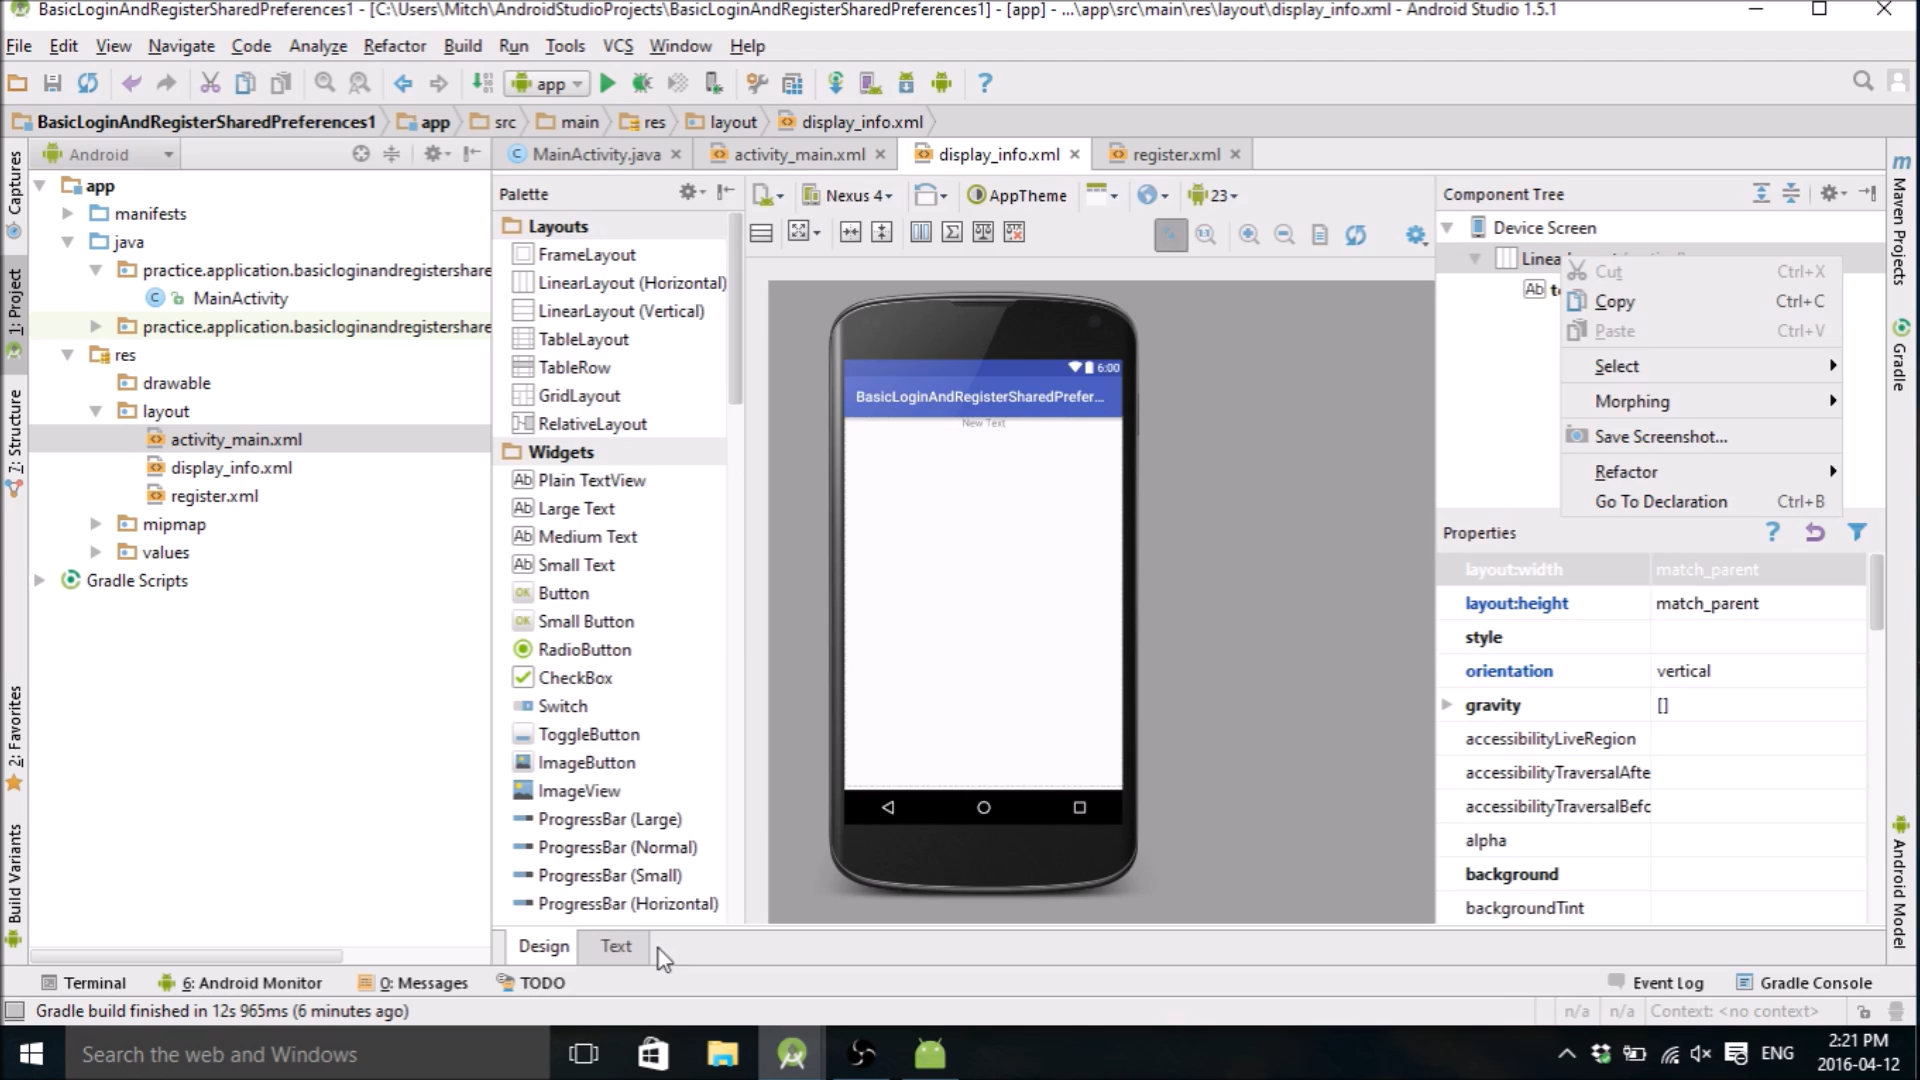 BasicLoginAndRegisterSharedPreferences1 - [C:\Users\Mitch\AndroidStudioProjects\BasicLoginAndRegisterSharedPreferences1] - [app] - ...\app\src\main\res\layout\display_info.xml - Android Studio 1.5.1
File Edit View Navigate Code Analyze Refactor Build Run Tools VCS Window Help
app
BasicLoginAndRegisterSharedPreferences1 app src main res layout display_info.xml
Android
MainActivity.java activity_main.xml display_info.xml register.xml
Captures
1: Project
7: Structure
2: Favorites
Build Variants
app
manifests
java
practice.application.basicloginandregistershare
MainActivity
practice.application.basicloginandregistershare
res
drawable
layout
activity_main.xml
display_info.xml
register.xml
mipmap
values
Gradle Scripts
Palette
Layouts
FrameLayout
LinearLayout (Horizontal)
LinearLayout (Vertical)
TableLayout
TableRow
GridLayout
RelativeLayout
Widgets
Plain TextView
Large Text
Medium Text
Small Text
Button
Small Button
RadioButton
CheckBox
Switch
ToggleButton
ImageButton
ImageView
ProgressBar (Large)
ProgressBar (Normal)
ProgressBar (Small)
ProgressBar (Horizontal)
Nexus 4 AppTheme 23
6:00
BasicLoginAndRegisterSharedPrefer...
New Text
Component Tree
Device Screen
Cut Ctrl+X
Copy Ctrl+C
Paste Ctrl+V
Select
Morphing
Save Screenshot...
Refactor
Go To Declaration Ctrl+B
Properties
layout:width match_parent
layout:height match_parent
style
orientation vertical
gravity []
accessibilityLiveRegion
accessibilityTraversalAfte
accessibilityTraversalBefo
alpha
background
backgroundTint
Maven Projects
Gradle
Android Model
Design Text
Terminal 6: Android Monitor 0: Messages TODO
Event Log Gradle Console
Gradle build finished in 12s 965ms (6 minutes ago)
n/a n/a Context: <no context>
Search the web and Windows
ENG
2:21 PM
2016-04-12